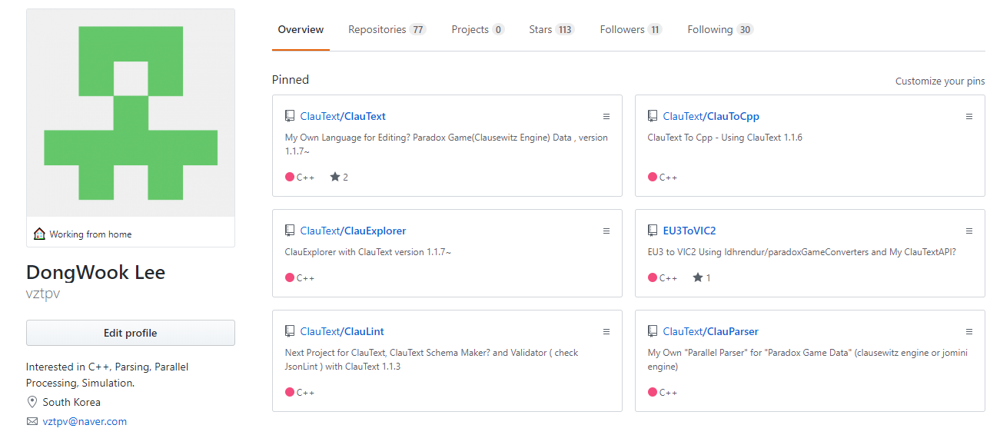 Overview Repositories 77 Projects 0 Stars 113 Followers 11 Following 30
Working from home
DongWook Lee
vztpv
Edit profile
Interested in C++, Parsing, Parallel
Processing, Simulation.
South Korea
vztpv@naver.com
Pinned
Customize your pins
ClauText/ClauText
My Own Language for Editing? Paradox Game(Clausewitz Engine) Data , version
1.1.7~
C++ 2
ClauText/ClauToCpp
ClauText To Cpp - Using ClauText 1.1.6
C++
ClauText/ClauExplorer
ClauExplorer with ClauText version 1.1.7~
C++
EU3ToVIC2
EU3 to VIC2 Using Idhrendur/paradoxGameConverters and My ClauTextAPI?
C++ 1
ClauText/ClauLint
Next Project for ClauText, ClauText Schema Maker? and Validator ( check
JsonLint ) with ClauText 1.1.3
C++
ClauText/ClauParser
My Own "Parallel Parser" for "Paradox Game Data" (clausewitz engine or jomini
engine)
C++